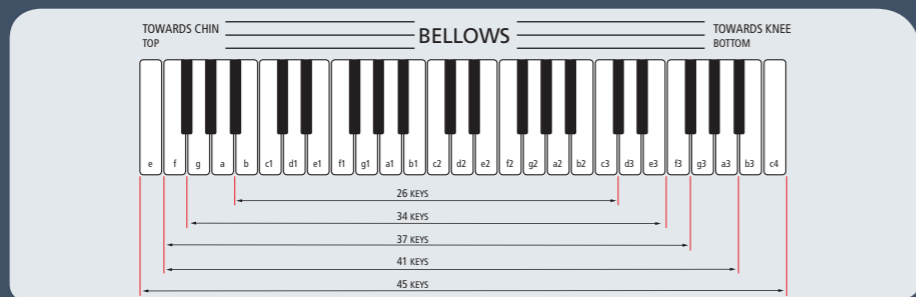 TOWARDS CHIN
TOP
BELLOWS
TOWARDS KNEE
BOTTOM
e f g a b c1 d1 e1 f1 g1 a1 b1 c2 d2 e2 f2 g2 a2 b2 c3 d3 e3 f3 g3 a3 b3 c4
26 KEYS
34 KEYS
37 KEYS
41 KEYS
45 KEYS